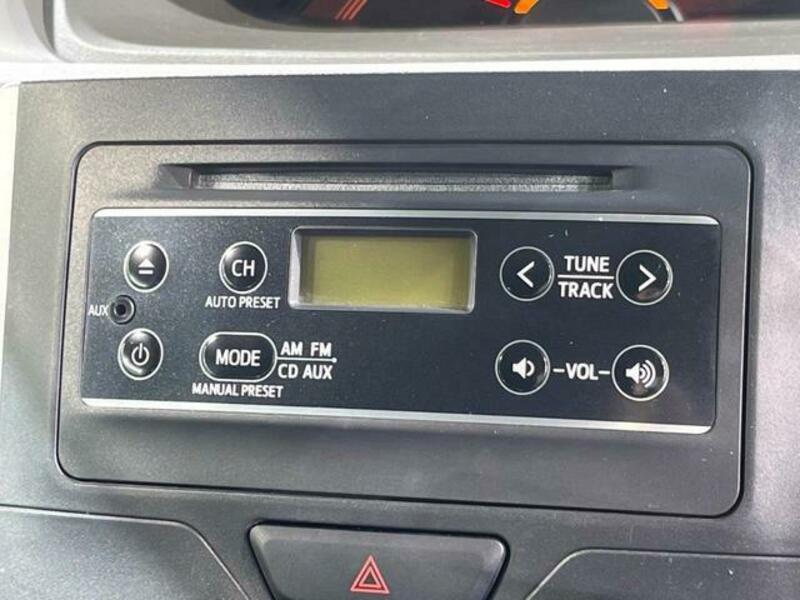 CH
AUTO PRESET
AUX
MODE
AM FM
CD AUX
MANUAL PRESET
TUNE
TRACK
-VOL-